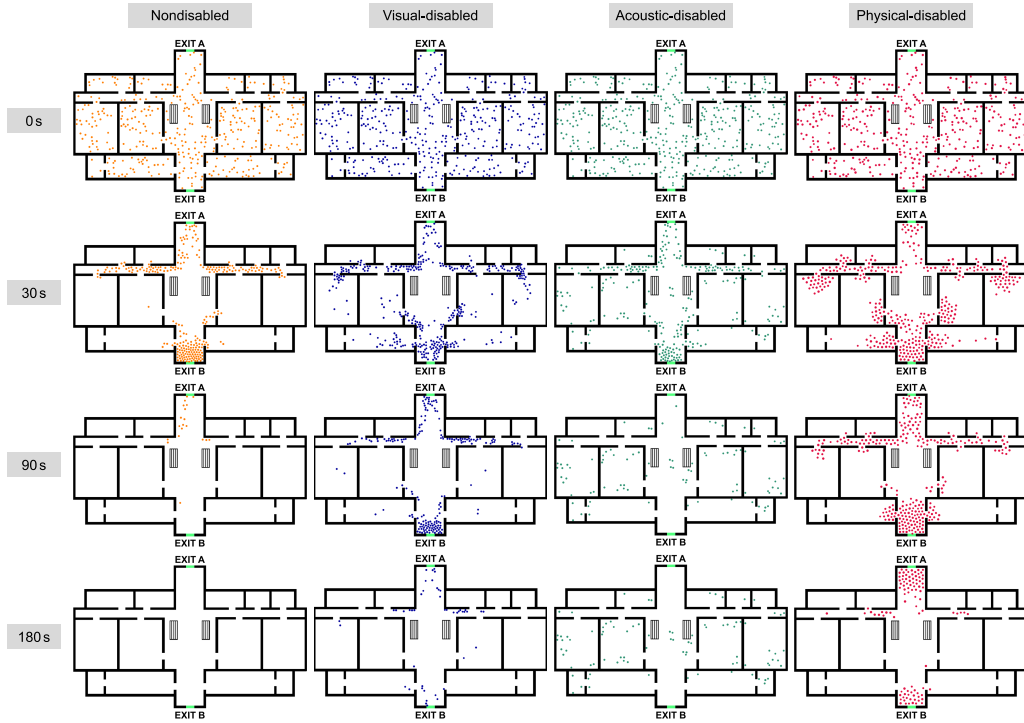 Nondisabled Visual-disabled Acoustic-disabled Physical-disabled
EXIT A EXIT A EXIT A EXIT A
0 s
EXIT B EXIT B EXIT B EXIT B
EXIT A EXIT A EXIT A EXIT A
30 s
EXIT B EXIT B EXIT B EXIT B
EXIT A EXIT A EXIT A EXIT A
90 s
EXIT B EXIT B EXIT B EXIT B
EXIT A EXIT A EXIT A EXIT A
180 s
EXIT B EXIT B EXIT B EXIT B